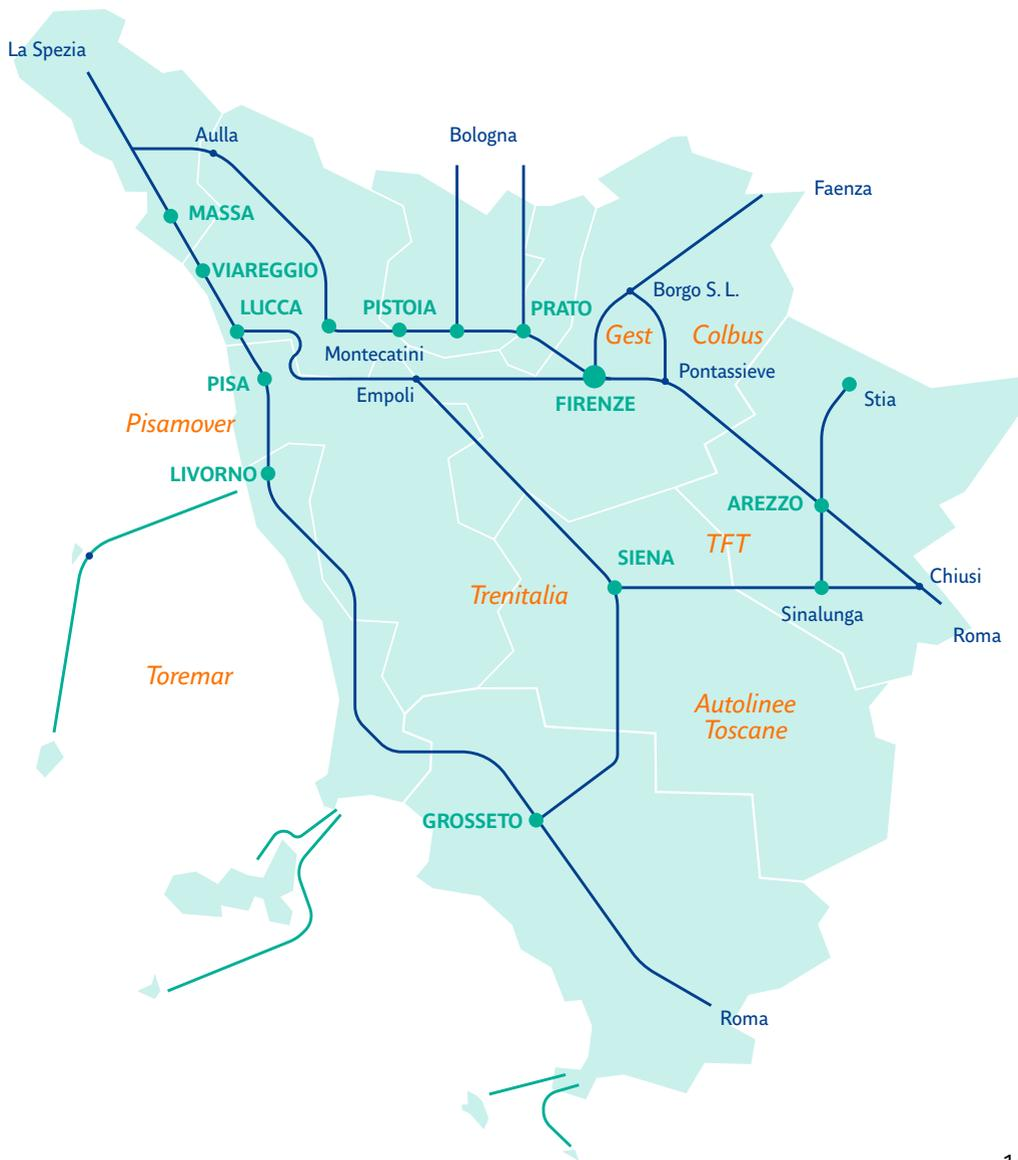 La Spezia
Aulla
Bologna
Faenza
MASSA
VIAREGGIO
Borgo S. L.
LUCCA
PISTOIA
PRATO
Gest
Colbus
Montecatini
Pontassieve
PISA
Empoli
FIRENZE
Stia
Pisamover
LIVORNO
AREZZO
TFT
SIENA
Chiusi
Trenitalia
Sinalunga
Roma
Toremar
Autolinee
Toscane
GROSSETO
Roma